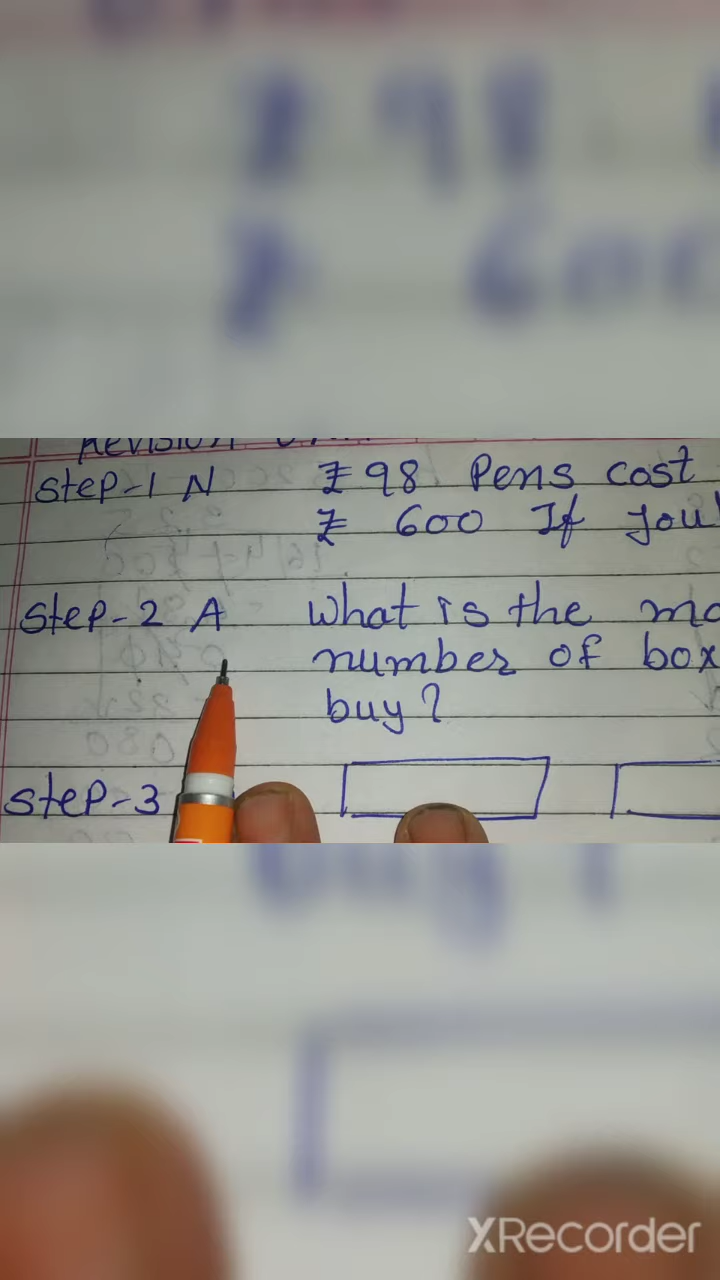 Revision
Step-1 N ₹ 98 Pens cost
₹ 600 If you
Step-2 A What is the
number of box
buy?
Step-3
XRecorder